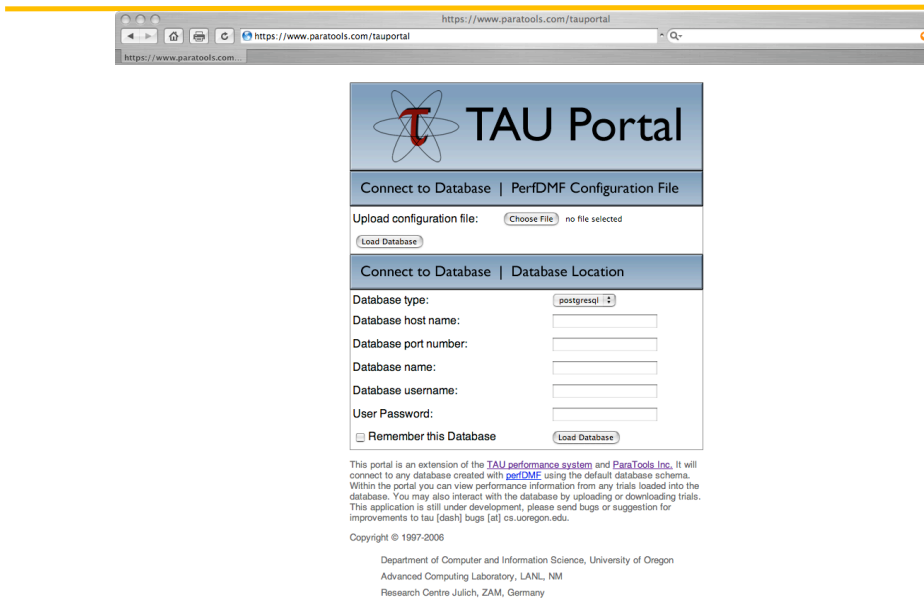 https://www.paratools.com/tauportal
https://www.paratools.com/tauportal
Q-
https://www.paratools.com...
τ TAU Portal
Connect to Database | PerfDMF Configuration File
Upload configuration file: Choose File no file selected
Load Database
Connect to Database | Database Location
Database type: postgresql
Database host name:
Database port number:
Database name:
Database username:
User Password:
Remember this Database Load Database
This portal is an extension of the TAU performance system and ParaTools Inc. It will
connect to any database created with perfDMF using the default database schema.
Within the portal you can view performance information from any trials loaded into the
database. You may also interact with the database by uploading or downloading trials.
This application is still under development, please send bugs or suggestion for
improvements to tau [dash] bugs [at] cs.uoregon.edu.
Copyright © 1997-2006
Department of Computer and Information Science, University of Oregon
Advanced Computing Laboratory, LANL, NM
Research Centre Julich, ZAM, Germany